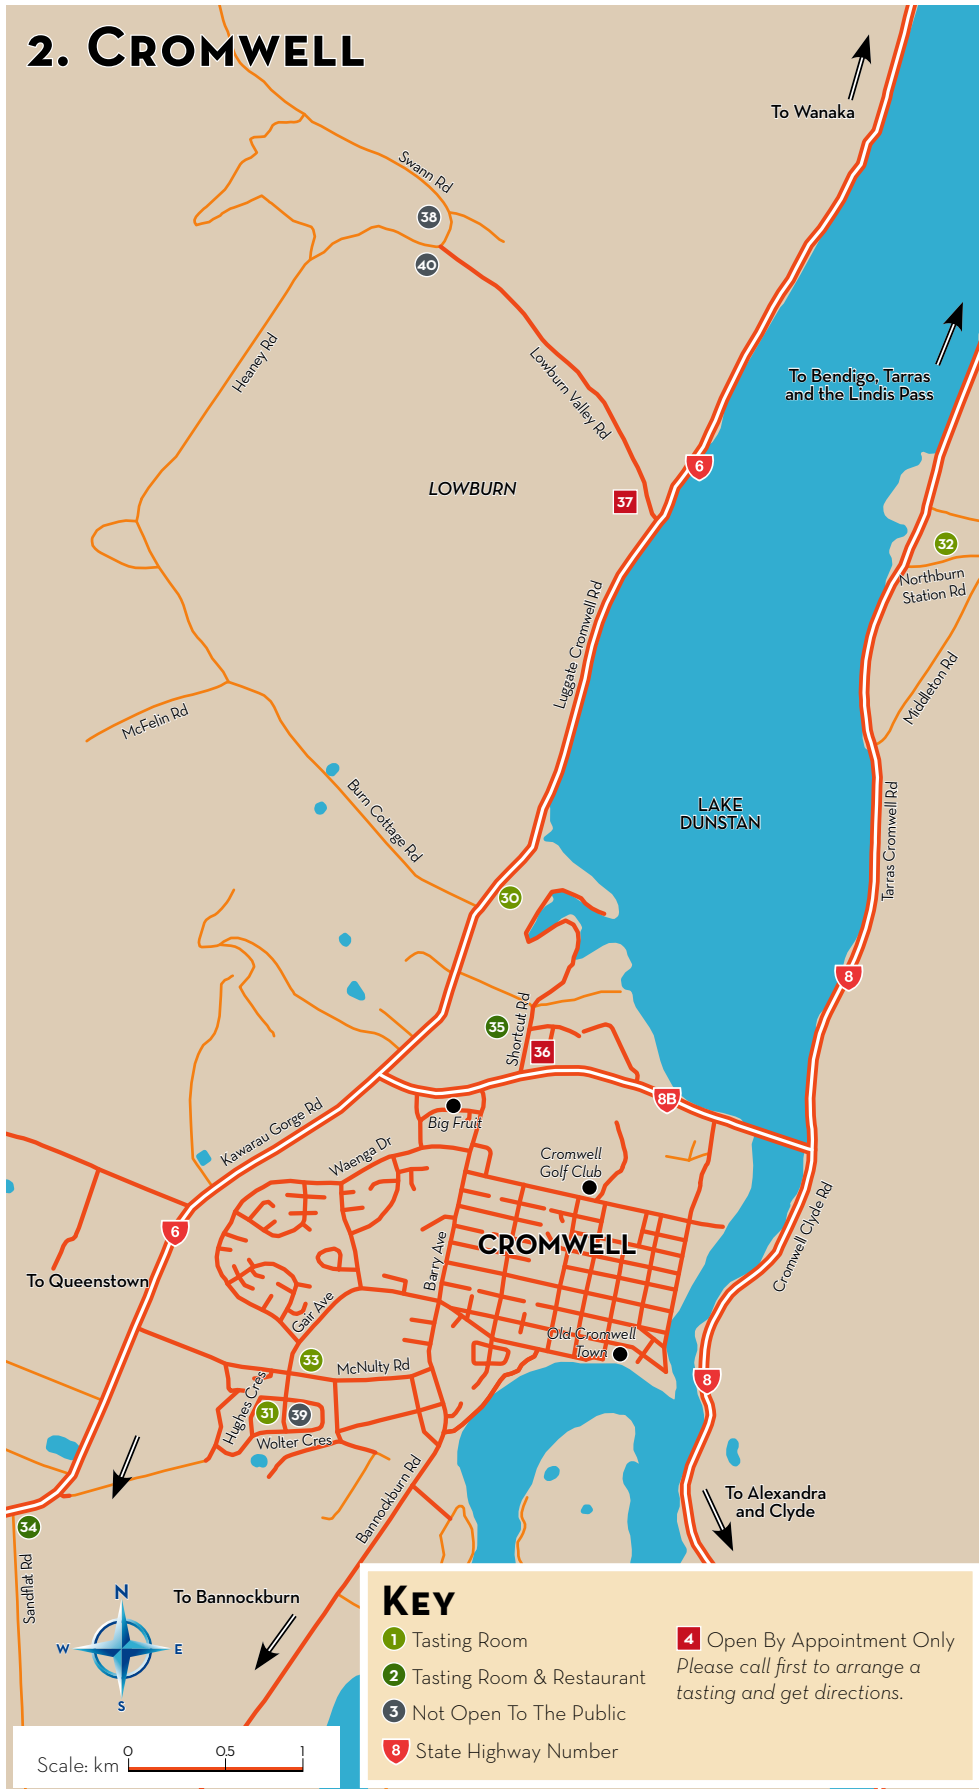 2. Cromwell
To Wanaka
Swann Rd
38
40
Heaney Rd
Lowburn Valley Rd
To Bendigo, Tarras
and the Lindis Pass
6
LOWBURN
37
32
Northburn
Station Rd
Luggate Cromwell Rd
Middleton Rd
McFelin Rd
Burn Cottage Rd
LAKE
DUNSTAN
Tarras Cromwell Rd
30
8
35
Shortcut Rd
36
8B
Big Fruit
Kawarau Gorge Rd
Waenga Dr
Cromwell
Golf Club
6
Barry Ave
CROMWELL
Cromwell Clyde Rd
To Queenstown
Gair Ave
Old Cromwell
Town
33
McNulty Rd
8
Hughes Cres
31
39
Wolter Cres
Bannockburn Rd
To Alexandra
and Clyde
34
Sandflat Rd
To Bannockburn
N
W
E
S
Key
1 Tasting Room
2 Tasting Room & Restaurant
3 Not Open To The Public
8 State Highway Number
4 Open By Appointment Only
Please call first to arrange a
tasting and get directions.
Scale: km 0 0.5 1